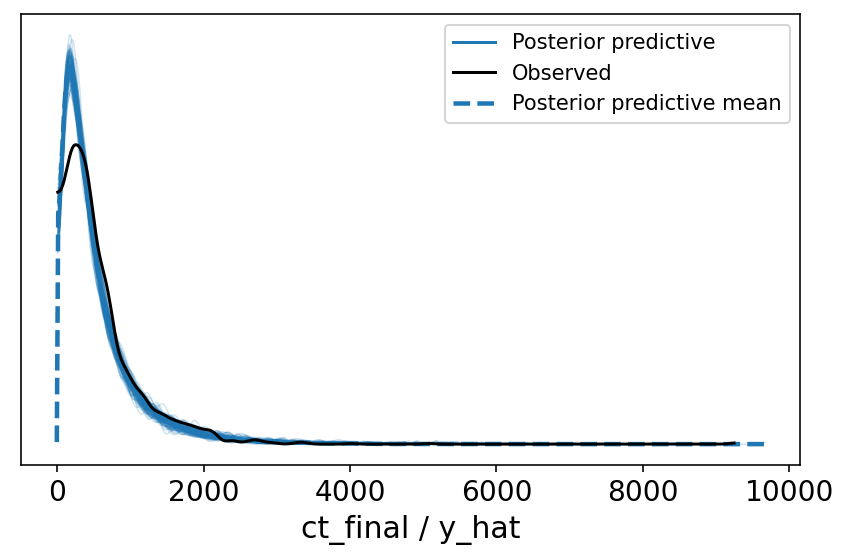 Posterior predictive
Observed
Posterior predictive mean
0 2000 4000 6000 8000 10000
ct_final / y_hat